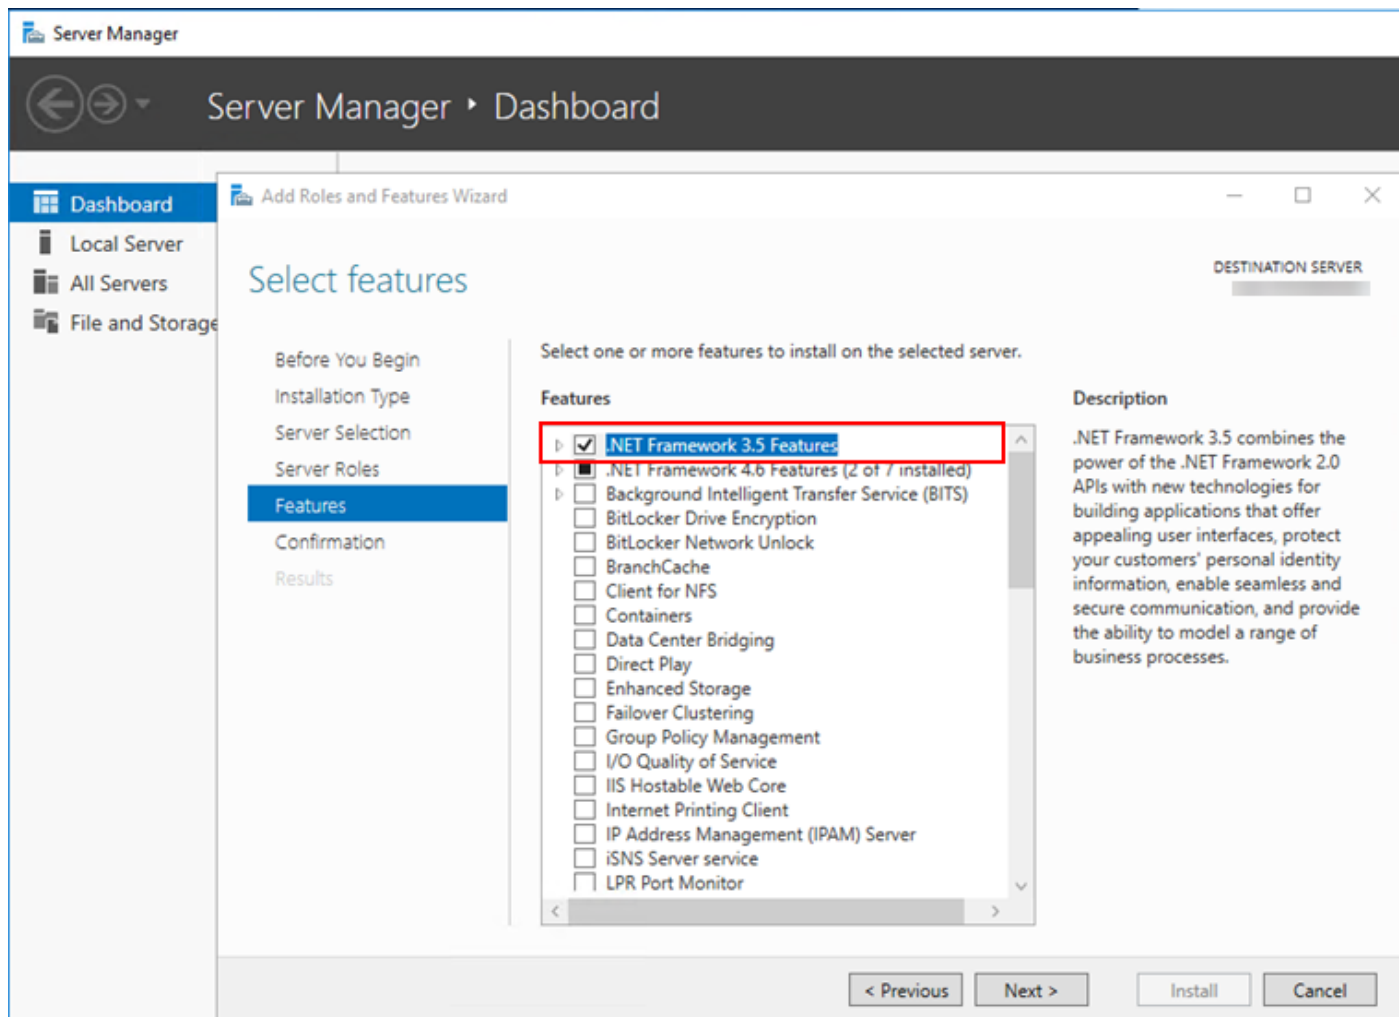 Server Manager
Server Manager ‣ Dashboard
Dashboard
Local Server
All Servers
File and Storage
Add Roles and Features Wizard
Select features
DESTINATION SERVER
Before You Begin
Installation Type
Server Selection
Server Roles
Features
Confirmation
Results
Select one or more features to install on the selected server.
Features
.NET Framework 3.5 Features
.NET Framework 4.6 Features (2 of 7 installed)
Background Intelligent Transfer Service (BITS)
BitLocker Drive Encryption
BitLocker Network Unlock
BranchCache
Client for NFS
Containers
Data Center Bridging
Direct Play
Enhanced Storage
Failover Clustering
Group Policy Management
I/O Quality of Service
IIS Hostable Web Core
Internet Printing Client
IP Address Management (IPAM) Server
iSNS Server service
LPR Port Monitor
Description
.NET Framework 3.5 combines the
power of the .NET Framework 2.0
APIs with new technologies for
building applications that offer
appealing user interfaces, protect
your customers' personal identity
information, enable seamless and
secure communication, and provide
the ability to model a range of
business processes.
< Previous
Next >
Install
Cancel